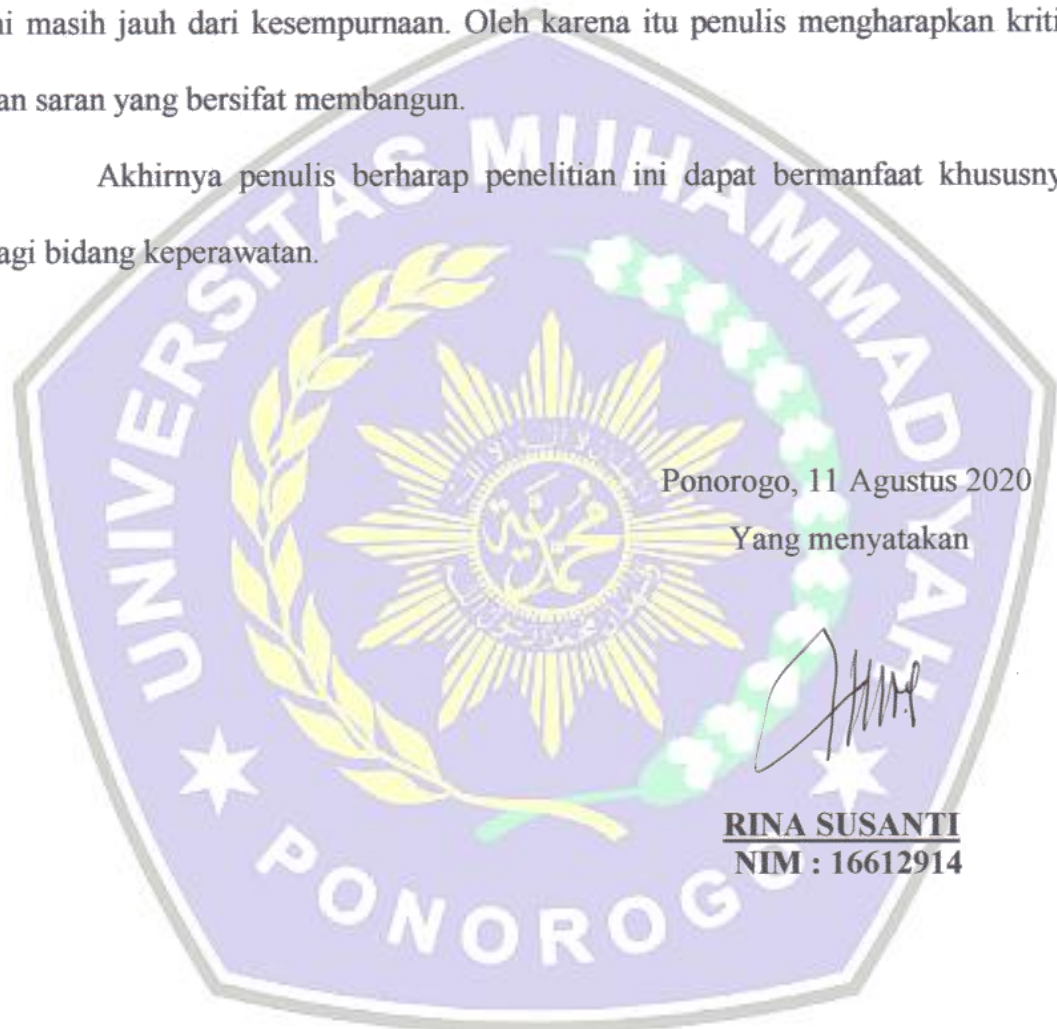 ni masih jauh dari kesempurnaan. Oleh karena itu penulis mengharapkan kriti
an saran yang bersifat membangun.
Akhirnya penulis berharap penelitian ini dapat bermanfaat khususny
agi bidang keperawatan.
UNIVERSITAS MUHAMMADIYAH
محمدية
Ponorogo, 11 Agustus 2020
Yang menyatakan
RINA SUSANTI
NIM : 16612914
PONOROGO